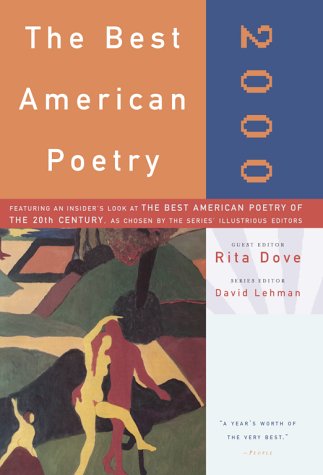 The Best
American
Poetry
2000
FEATURING AN INSIDER'S LOOK AT THE BEST AMERICAN POETRY OF
THE 20TH CENTURY, AS CHOSEN BY THE SERIES' ILLUSTRIOUS EDITORS
GUEST EDITOR
Rita Dove
SERIES EDITOR
David Lehman
"A YEAR'S WORTH OF
THE VERY BEST."
—PEOPLE